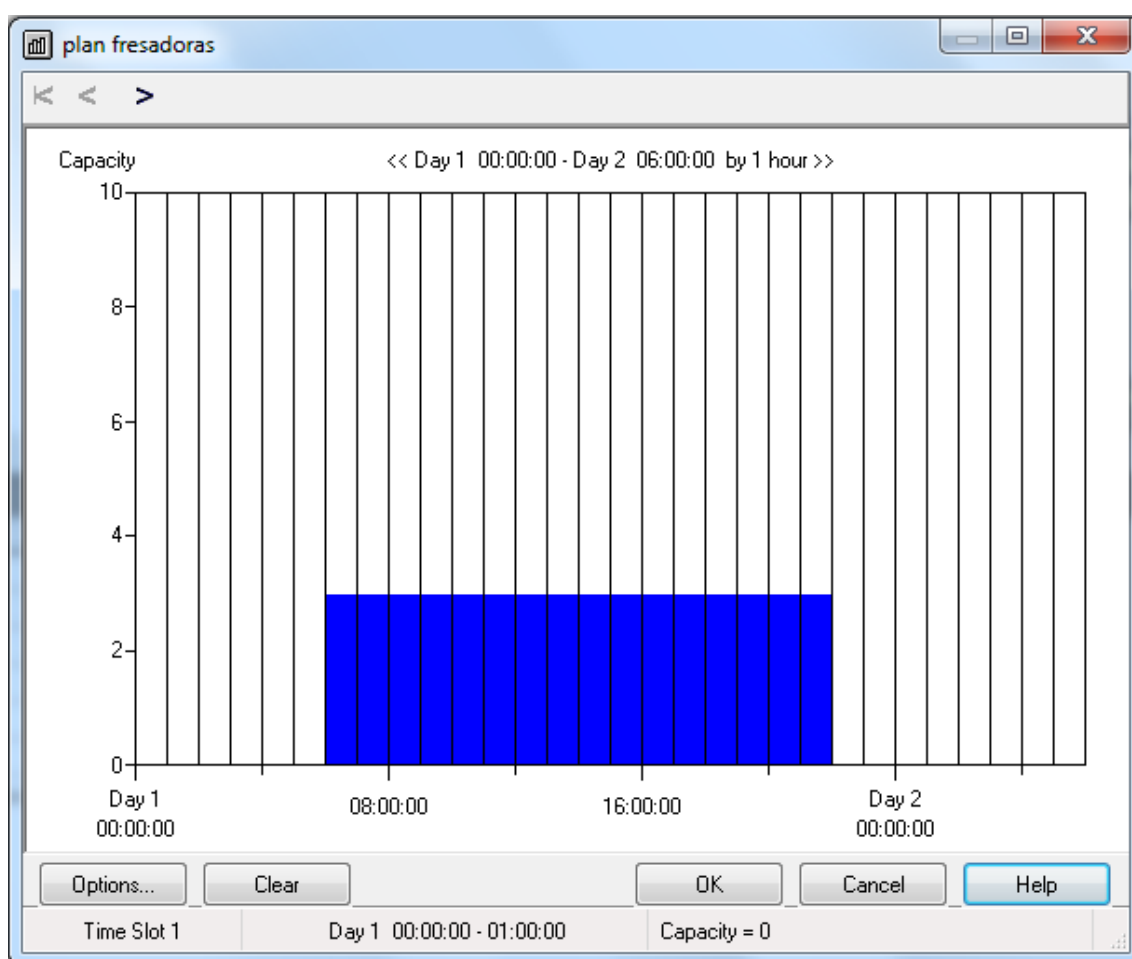 plan fresadoras
Capacity << Day 1 00:00:00 - Day 2 06:00:00 by 1 hour >>
10
8
6
4
2
0
Day 1 08:00:00 16:00:00 Day 2
00:00:00 00:00:00
Options... Clear OK Cancel Help
Time Slot 1 Day 1 00:00:00 - 01:00:00 Capacity = 0